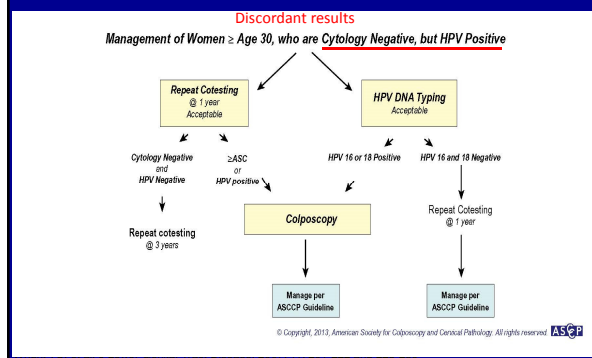 Discordant results
Management of Women ≥ Age 30, who are Cytology Negative, but HPV Positive
Repeat Cotesting
@ 1 year
Acceptable
HPV DNA Typing
Acceptable
Cytology Negative
and
HPV Negative
≥ASC
or
HPV positive
HPV 16 or 18 Positive
HPV 16 and 18 Negative
Repeat cotesting
@ 3 years
Colposcopy
Repeat Cotesting
@ 1 year
Manage per
ASCCP Guideline
Manage per
ASCCP Guideline
© Copyright, 2013, American Society for Colposcopy and Cervical Pathology. All rights reserved.
ASCCP